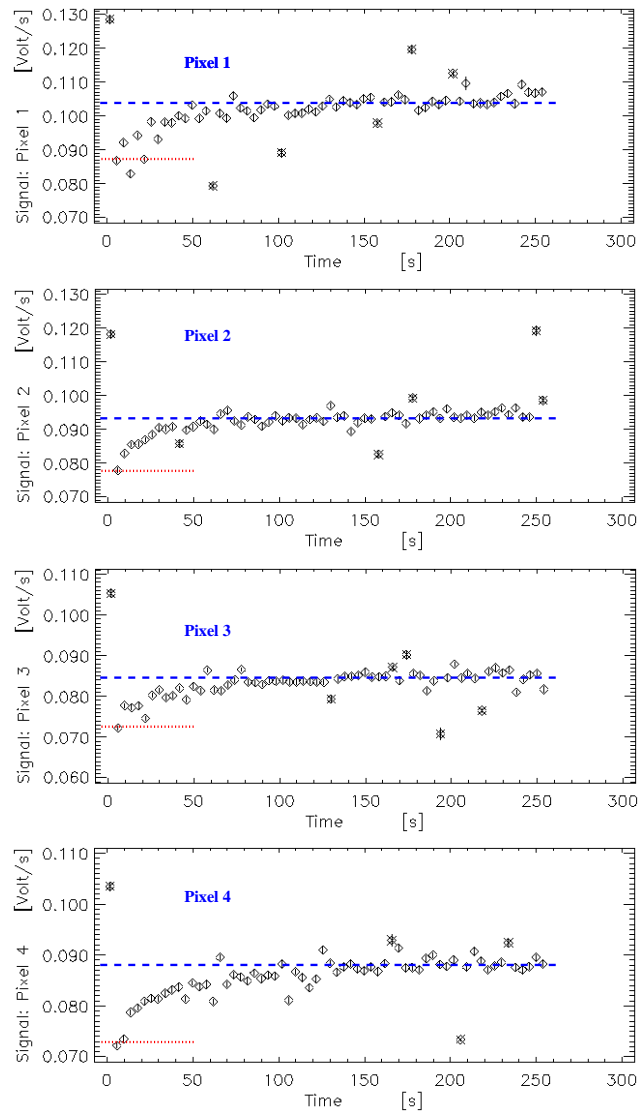 [Volt/s]
Signal: Pixel 1
0.130
0.120
0.110
0.100
0.090
0.080
0.070
Pixel 1
0 50 100 150 200 250 300
Time [s]
[Volt/s]
Signal: Pixel 2
0.130
0.120
0.110
0.100
0.090
0.080
0.070
Pixel 2
0 50 100 150 200 250 300
Time [s]
[Volt/s]
Signal: Pixel 3
0.110
0.100
0.090
0.080
0.070
0.060
Pixel 3
0 50 100 150 200 250 300
Time [s]
[Volt/s]
Signal: Pixel 4
0.110
0.100
0.090
0.080
0.070
Pixel 4
0 50 100 150 200 250 300
Time [s]